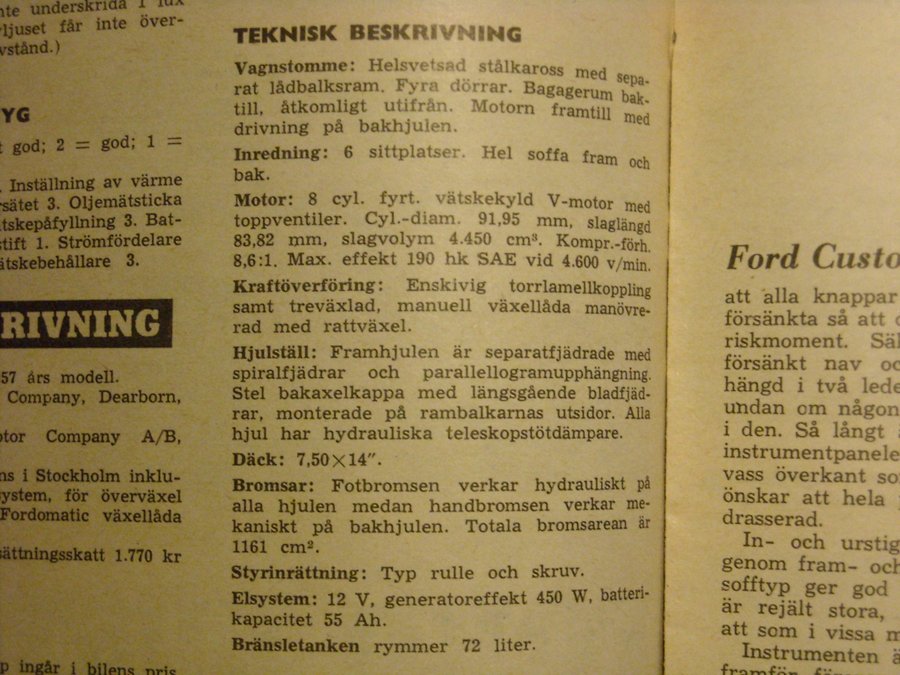 nte underskrida 1 lux
ljuset får inte över-
vstånd.)
YG
t god; 2 = god; 1 =
. Inställning av värme
rsätet 3. Oljemätsticka
ätskepåfyllning 3. Bat-
stift 1. Strömfördelare
ätskebehållare 3.
RIVNING
57 års modell.
Company, Dearborn,
otor Company A/B,
ns i Stockholm inklu-
system, för överväxel
Fordomatic växellåda
sättningsskatt 1.770 kr
p ingår i bilens pris
TEKNISK BESKRIVNING
Vagnstomme: Helsvetsad stålkaross med sepa-
rat lådbalksram. Fyra dörrar. Bagagerum bak-
till, åtkomligt utifrån. Motorn framtill med
drivning på bakhjulen.
Inredning: 6 sittplatser. Hel soffa fram och
bak.
Motor: 8 cyl. fyrt. vätskekyld V-motor med
toppventiler. Cyl.-diam. 91,95 mm, slaglängd
83,82 mm, slagvolym 4.450 cm³. Kompr.-förh.
8,6:1. Max. effekt 190 hk SAE vid 4.600 v/min.
Kraftöverföring: Enskivig torrlamellkoppling
samt treväxlad, manuell växellåda manövre-
rad med rattväxel.
Hjulställ: Framhjulen är separatfjädrade med
spiralfjädrar och parallellogramupphängning.
Stel bakaxelkappa med längsgående bladfjäd-
rar, monterade på rambalkarnas utsidor. Alla
hjul har hydrauliska teleskopstötdämpare.
Däck: 7,50×14″.
Bromsar: Fotbromsen verkar hydrauliskt på
alla hjulen medan handbromsen verkar me-
kaniskt på bakhjulen. Totala bromsarean är
1161 cm².
Styrinrättning: Typ rulle och skruv.
Elsystem: 12 V, generatoreffekt 450 W, batteri-
kapacitet 55 Ah.
Bränsletanken rymmer 72 liter.
Ford Custo
att alla knappar
försänkta så att
riskmoment. Säl
försänkt nav oc
hängd i två lede
undan om någon
i den. Så långt
instrumentpanele
vass överkant so
önskar att hela
drasserad.
In- och urstig
genom fram- och
sofftyp ger god
är rejält stora,
att som i vissa m
Instrumenten ä
framför